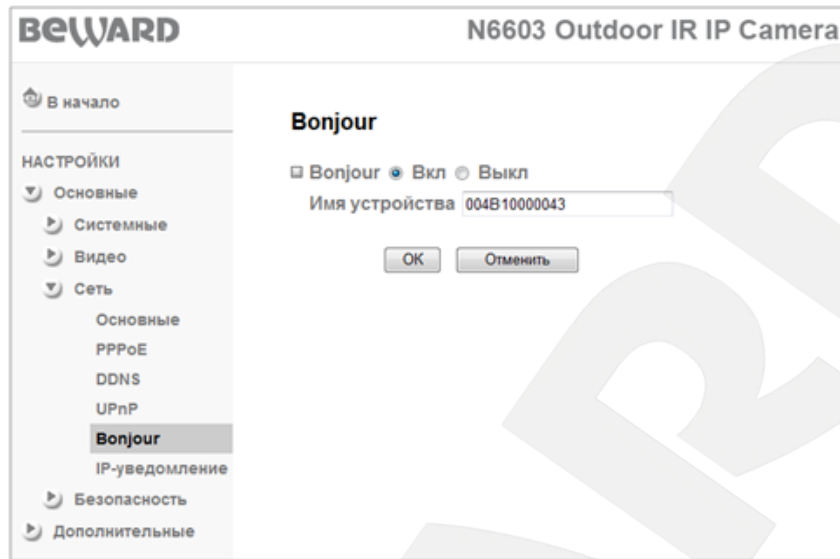 BEWARD
N6603 Outdoor IR IP Camera
В начало
НАСТРОЙКИ
Основные
Системные
Видео
Сеть
Основные
PPPoE
DDNS
UPnP
Bonjour
IP-уведомление
Безопасность
Дополнительные
Bonjour
Bonjour Вкл Выкл
Имя устройства 004B10000043
OK Отменить